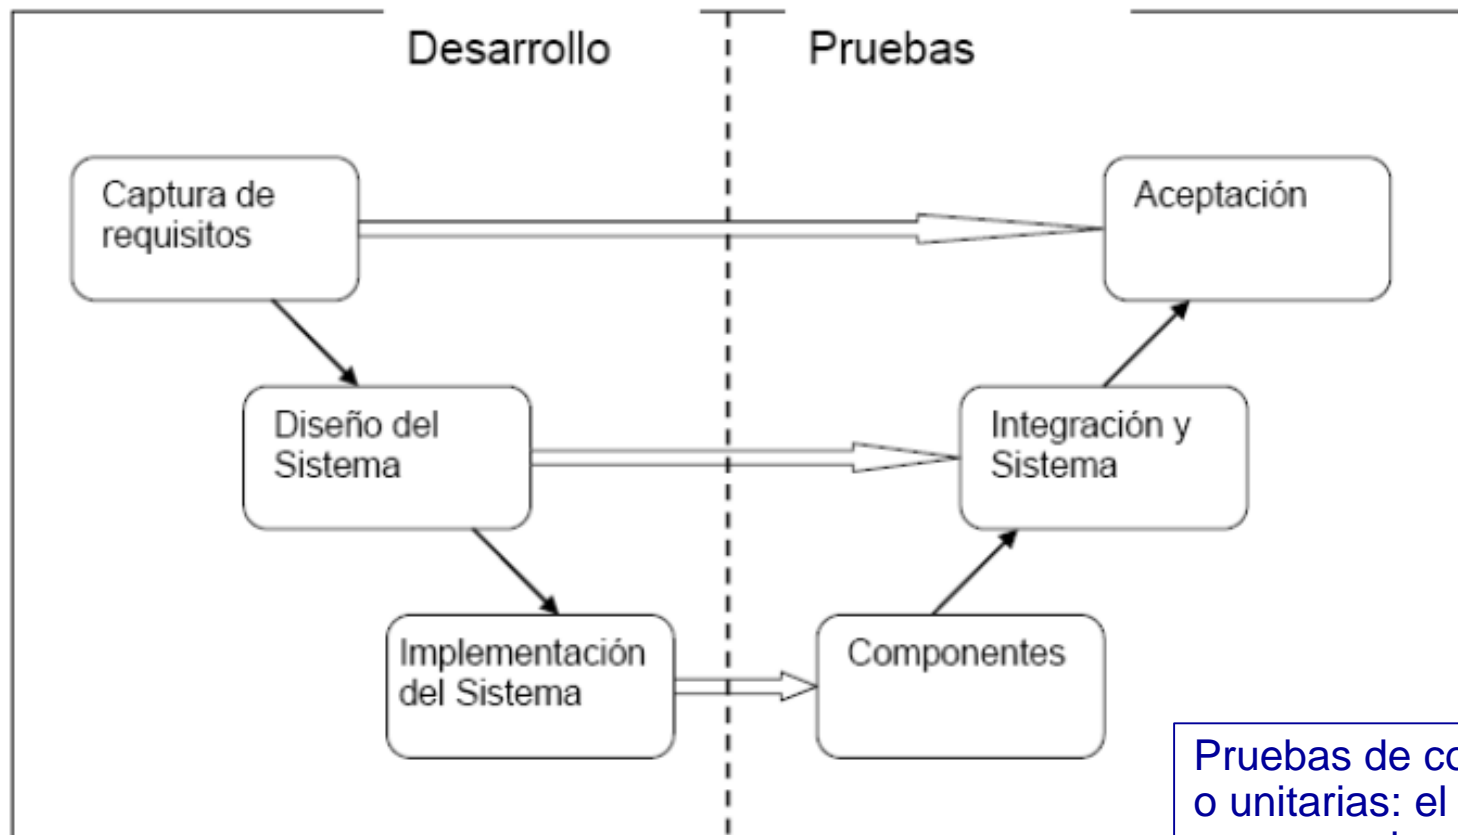 Desarrollo
Pruebas
Captura de
requisitos
Aceptación
Diseño del
Sistema
Integración y
Sistema
Implementación
del Sistema
Componentes
Pruebas de
o unitarias: el